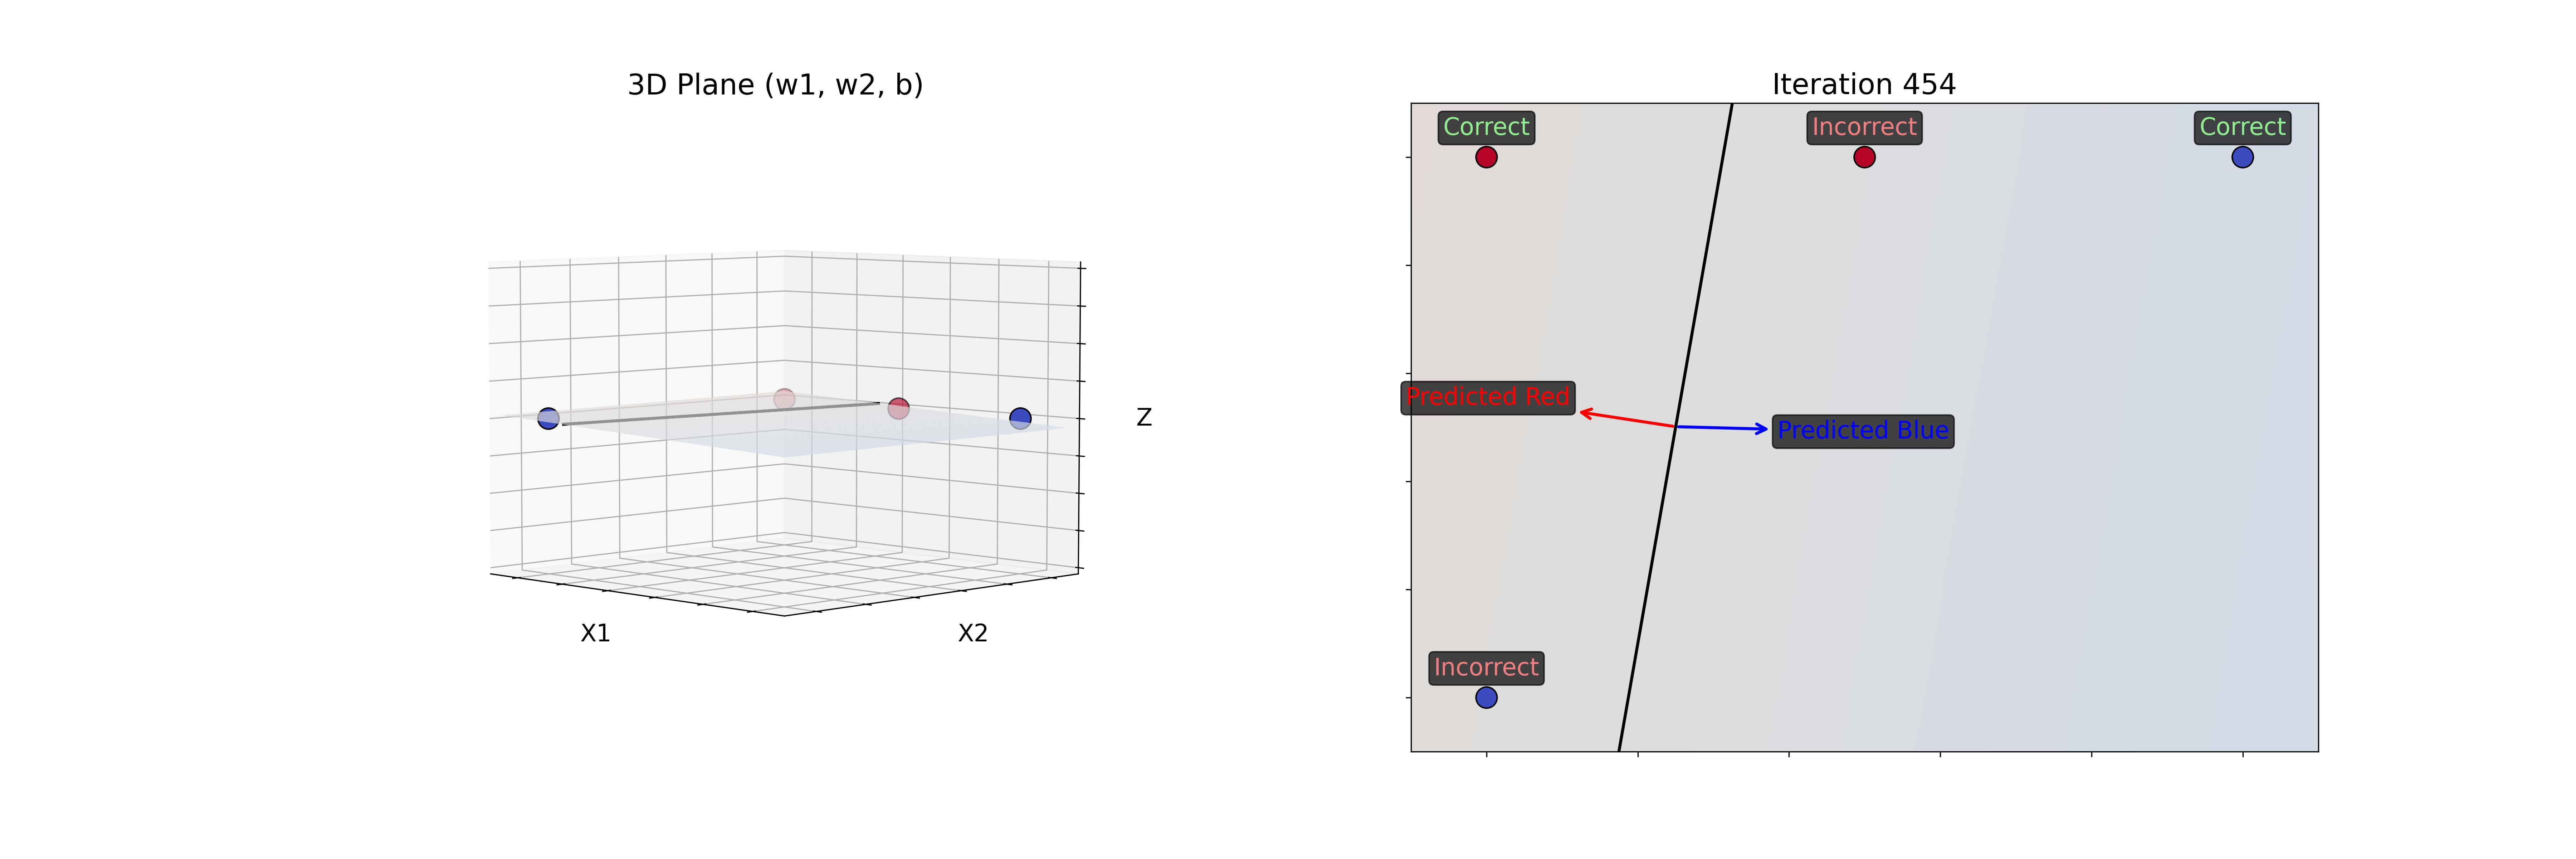 3D Plane (w1, w2, b)
Z
X1
X2
Iteration 454
Correct
Incorrect
Correct
Predicted Red
Predicted Blue
Incorrect